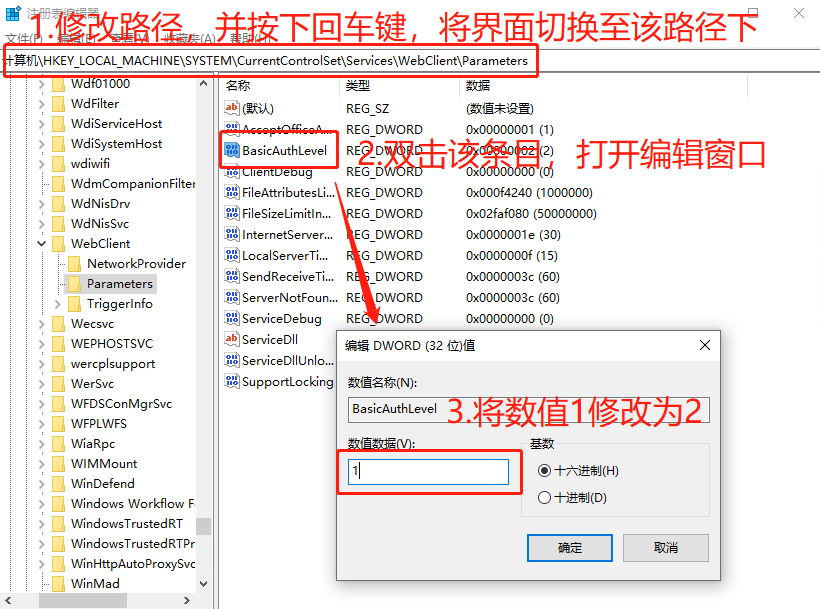 注册表编辑器
1.修改路径，并按下回车键，将界面切换至该路径下
文件(F) 编辑(E) 查看(V) 收藏夹(A) 帮助(H)
计算机\HKEY_LOCAL_MACHINE\SYSTEM\CurrentControlSet\Services\WebClient\Parameters
Wdf01000
WdFilter
WdiServiceHost
WdiSystemHost
wdiwifi
WdmCompanionFilter
WdNisDrv
WdNisSvc
WebClient
NetworkProvider
Parameters
TriggerInfo
Wecsvc
WEPHOSTSVC
wercplsupport
WerSvc
WFDSConMgrSvc
WFPLWFS
WiaRpc
WIMMount
WinDefend
Windows Workflow F
WindowsTrustedRT
WindowsTrustedRTPr
WinHttpAutoProxySvc
WinMad
名称 类型 数据
(默认) REG_SZ (数值未设置)
AcceptOfficeA... REG_DWORD 0x00000001 (1)
BasicAuthLevel REG_DWORD 0x00000002 (2)
2.双击该条目，打开编辑窗口
ClientDebug REG_DWORD 0x00000000 (0)
FileAttributesLi... REG_DWORD 0x000f4240 (1000000)
FileSizeLimitIn... REG_DWORD 0x02faf080 (50000000)
InternetServer... REG_DWORD 0x0000001e (30)
LocalServerTi... REG_DWORD 0x0000000f (15)
SendReceiveTi... REG_DWORD 0x0000003c (60)
ServerNotFoun... REG_DWORD 0x0000003c (60)
ServiceDebug REG_DWORD 0x00000000 (0)
ServiceDll
ServiceDllUnlo...
SupportLocking
编辑 DWORD (32 位)值
数值名称(N):
BasicAuthLevel
3.将数值1修改为2
数值数据(V):
1
基数
十六进制(H)
十进制(D)
确定 取消